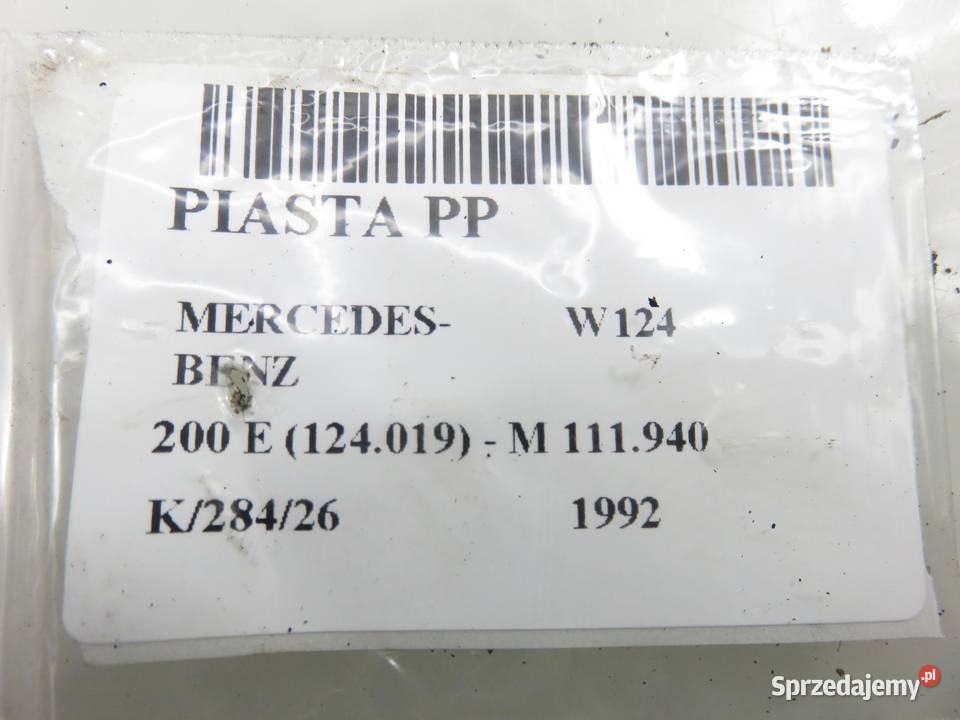 PIASTA PP
MERCEDES- W124
BENZ
200 E (124.019) - M 111.940
K/284/26 1992
Sprzedajemy.pl